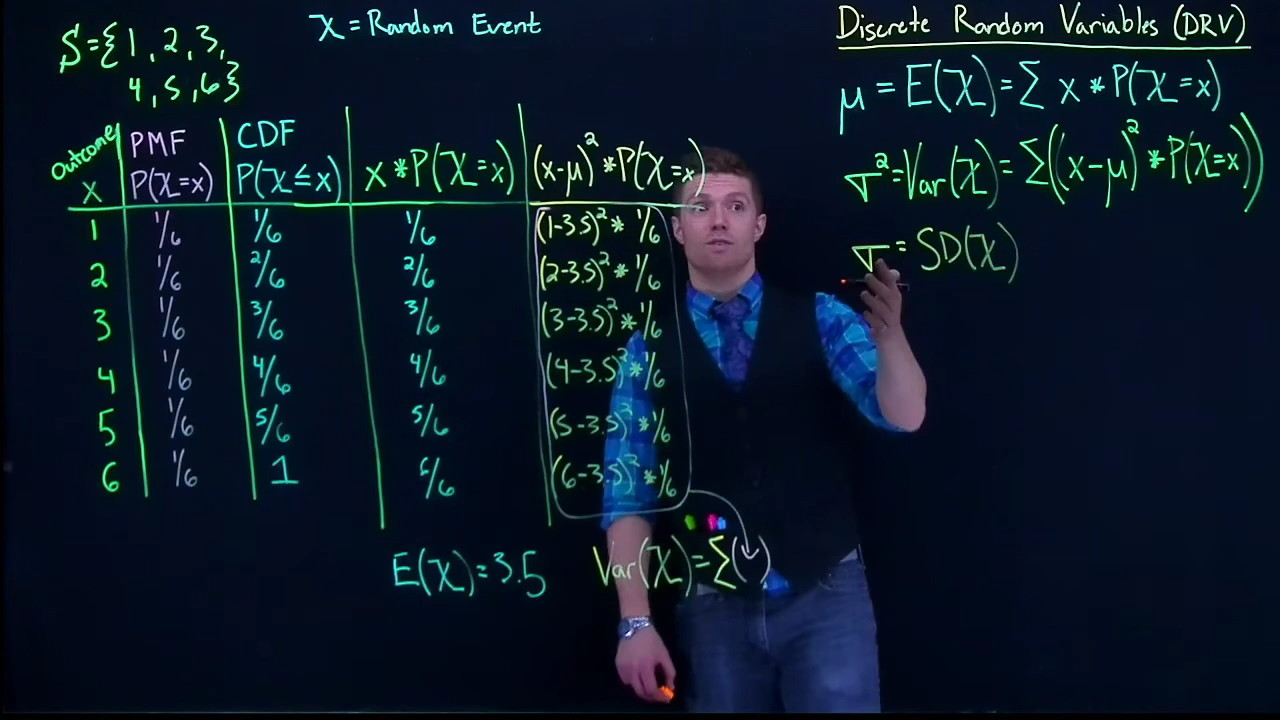 S={1, 2, 3,
4, 5, 6}
X = Random Event
Discrete Random Variables (DRV)
μ = E(X) = Σ x * P(X=x)
σ² = Var(X) = Σ((x-μ)² * P(X=x))
σ = SD(X)
Outcome x | PMF P(X=x) | CDF P(X≤x) | x * P(X=x) | (x-μ)² * P(X=x)
1 | 1/6 | 1/6 | 1/6 | (1-3.5)² * 1/6
2 | 1/6 | 2/6 | 2/6 | (2-3.5)² * 1/6
3 | 1/6 | 3/6 | 3/6 | (3-3.5)² * 1/6
4 | 1/6 | 4/6 | 4/6 | (4-3.5)² * 1/6
5 | 1/6 | 5/6 | 5/6 | (5-3.5)² * 1/6
6 | 1/6 | 1 | 6/6 | (6-3.5)² * 1/6
E(X)=3.5
Var(X)=Σ( )